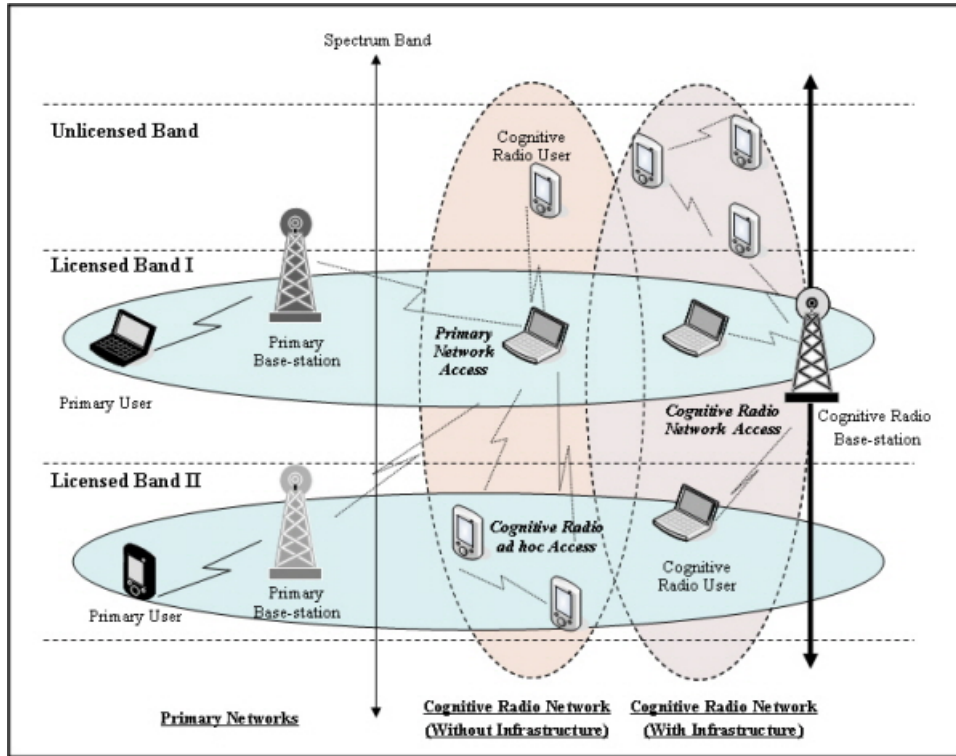 Spectrum Band
Unlicensed Band
Cognitive
Radio User
Licensed Band I
Primary
Base-station
Primary User
Primary
Network
Access
Cognitive Radio
Network Access
Cognitive Radio
Base-station
Licensed Band II
Primary
Base-station
Primary User
Cognitive Radio
ad hoc Access
Cognitive
Radio User
Primary Networks
Cognitive Radio Network
(Without Infrastructure)
Cognitive Radio Network
(With Infrastructure)